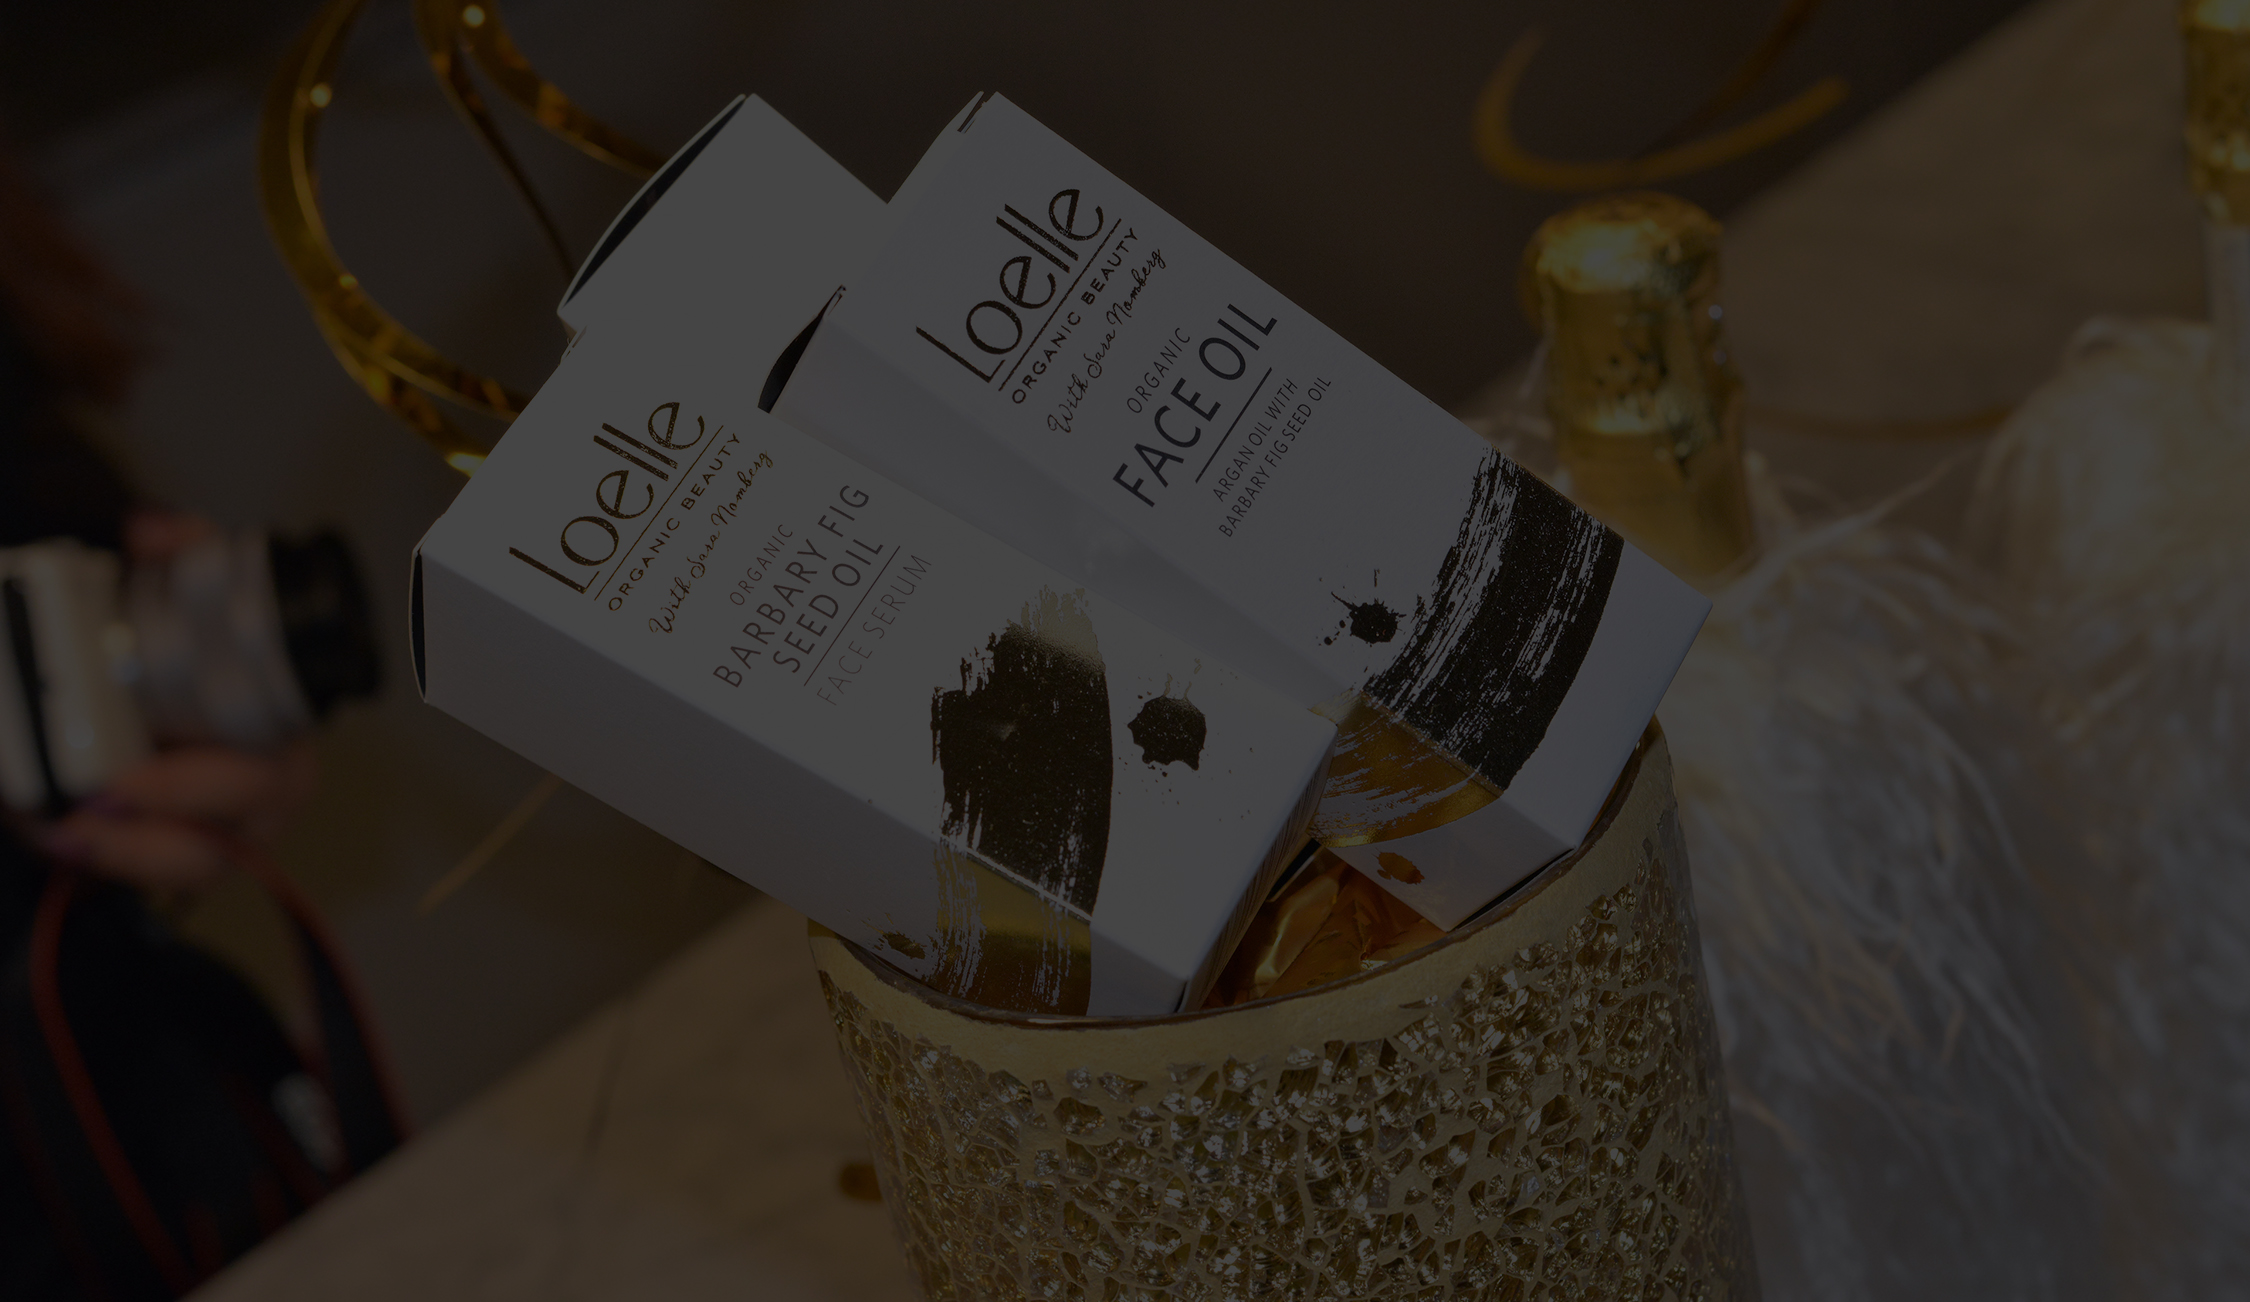 Loelle
ORGANIC BEAUTY
With Sara Nomberg
ORGANIC
FACE OIL
ARGAN OIL WITH
BARBARY FIG SEED OIL
Loelle
ORGANIC BEAUTY
With Sara Nomberg
ORGANIC
BARBARY FIG
SEED OIL
FACE SERUM